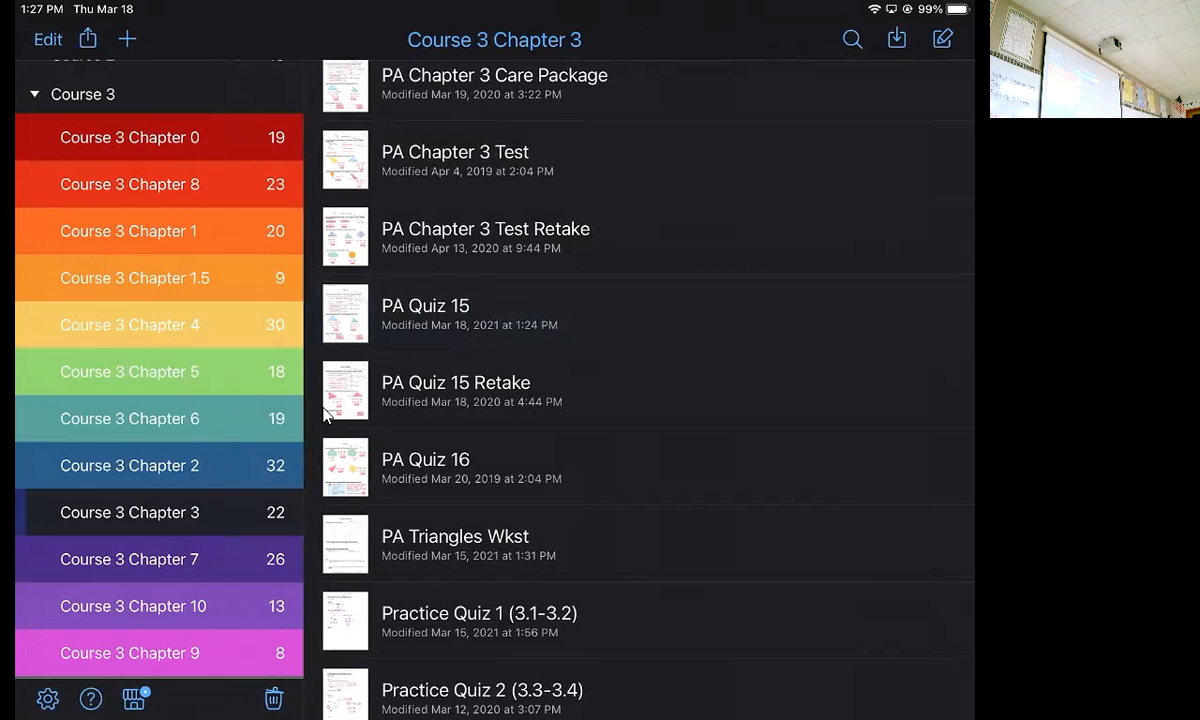 1:27 PM Thu Mar 18
99%
Edit
Course 3 Chapter 3
Course 3
Course 3 Chapter 0 19
Course 3 Chapter 8 23
Course 3 Chapter 1 20
Course 3 Chapter 1.5 9
Course 3 Chapter 4 30
Course 3 Chapter 5 18
Course 3 Chapter 6 19
Course 3 Chapter 2 32
Course 3 Chapter 3 22
Course 3 Chapter 7 26
Course 3 Chapter 10 13
Course 3 Chapter 9 8
PA Chapter 3 Care Package
Modified Mar 19, 2020 at 3:22 PM
PA Chapter 3 Test
Modified Apr 4, 2019 at 2:04 PM
PA Chapter 3 Test Retake
Modified Apr 13, 2020 at 9:44 PM
PA Quiz 15
Modified Mar 18, 2021 at 1:24 PM
PA Quiz 15 Retake
Modified Mar 18, 2020 at 4:44 PM
PA Quiz 16
Modified Mar 20, 2019 at 2:04 PM
PA Triangles Wkst
Modified Mar 15, 2021 at 1:31 PM
Practice Quiz 1 (3.1-3.2)
Modified Mar 15, 2021 at 1:56 PM
Practice Quiz 2 (3.3-3.4)
Modified Mar 12, 2020 at 3:07 PM